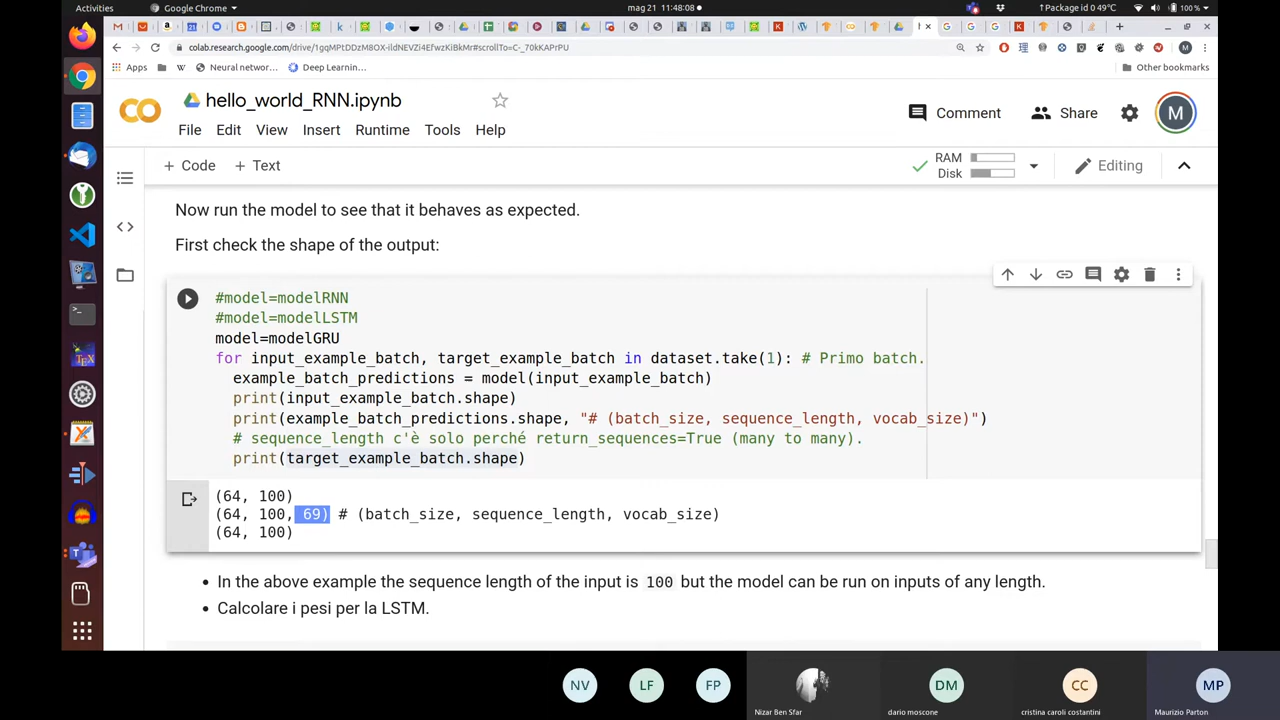 Activities
Google Chrome
mag 21 11:48:08
Package id 0 49°C
100 %
colab.research.google.com/drive/1gqMPtDDzM8OX-ildNEVZi4EfwzKiBkMr#scrollTo=C-_70kKAPrPU
Apps
Neural networ...
Deep Learnin...
Other bookmarks
hello_world_RNN.ipynb
Comment
Share
M
File Edit View Insert Runtime Tools Help
+ Code + Text
RAM
Disk
Editing
Now run the model to see that it behaves as expected.
First check the shape of the output:
#model=modelRNN
#model=modelLSTM
model=modelGRU
for input_example_batch, target_example_batch in dataset.take(1): # Primo batch.
example_batch_predictions = model(input_example_batch)
print(input_example_batch.shape)
print(example_batch_predictions.shape, "# (batch_size, sequence_length, vocab_size)")
# sequence_length c'è solo perché return_sequences=True (many to many).
print(target_example_batch.shape)
(64, 100)
(64, 100, 69) # (batch_size, sequence_length, vocab_size)
(64, 100)
• In the above example the sequence length of the input is 100 but the model can be run on inputs of any length.
• Calcolare i pesi per la LSTM.
NV
LF
FP
DM
CC
MP
Nizar Ben Sfar
dario moscone
cristina caroli costantini
Maurizio Parton